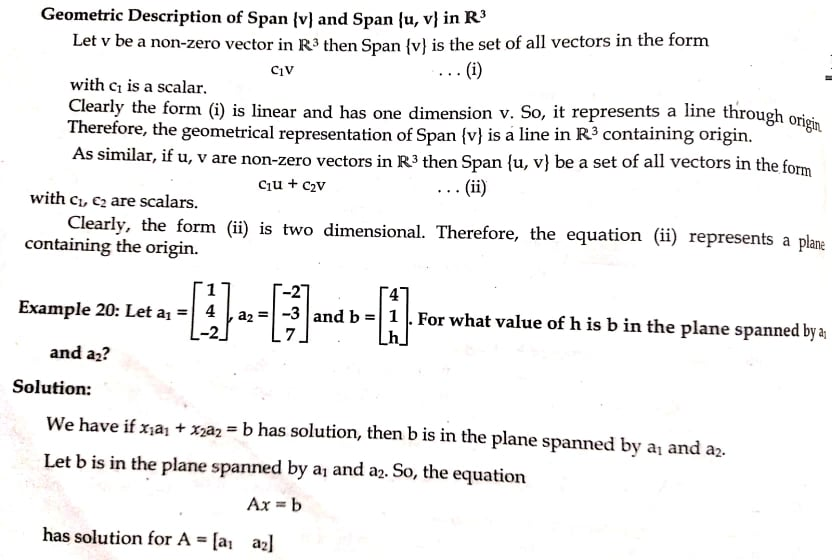 Geometric Description of Span {v} and Span {u, v} in R³
Let v be a non-zero vector in R³ then Span {v} is the set of all vectors in the form
c₁v ... (i)
with c₁ is a scalar.
Clearly the form (i) is linear and has one dimension v. So, it represents a line through origin.
Therefore, the geometrical representation of Span {v} is a line in R³ containing origin.
As similar, if u, v are non-zero vectors in R³ then Span {u, v} be a set of all vectors in the form
c₁u + c₂v ... (ii)
with c₁, c₂ are scalars.
Clearly, the form (ii) is two dimensional. Therefore, the equation (ii) represents a plane
containing the origin.
Example 20: Let a₁ = [1 4 -2], a₂ = [-2 -3 7] and b = [4 1 h]. For what value of h is b in the plane spanned by a₁
and a₂?
Solution:
We have if x₁a₁ + x₂a₂ = b has solution, then b is in the plane spanned by a₁ and a₂.
Let b is in the plane spanned by a₁ and a₂. So, the equation
Ax = b
has solution for A = [a₁ a₂]